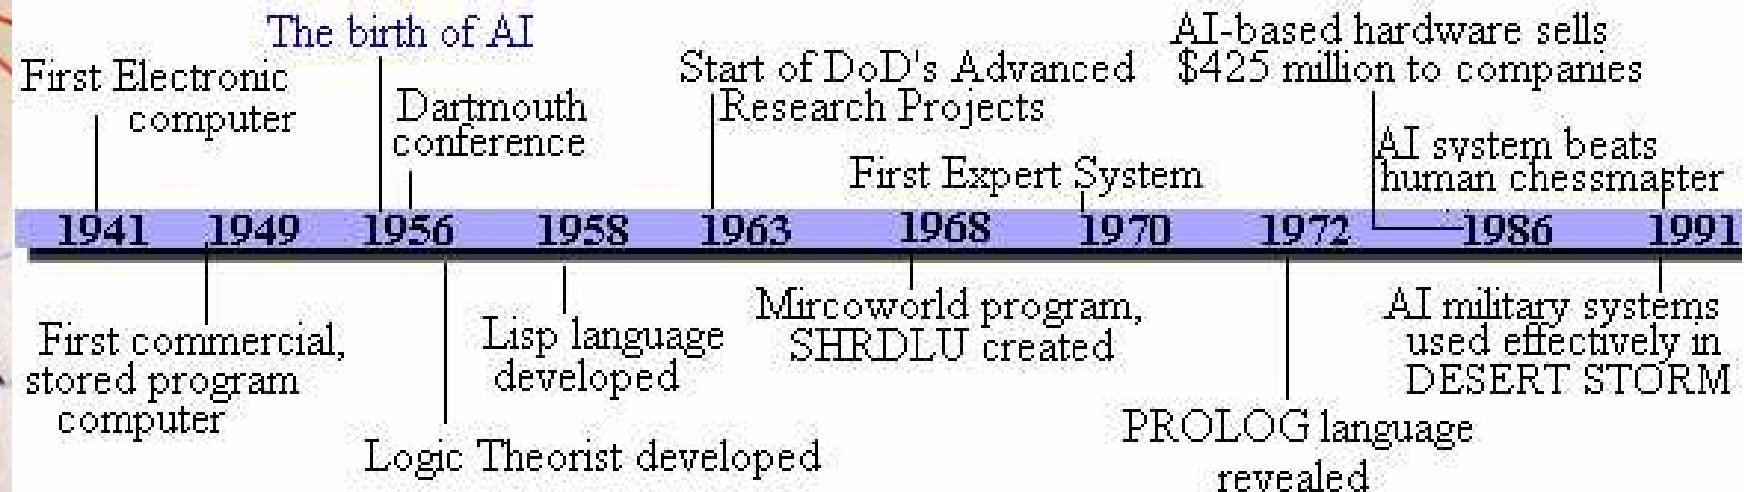 The birth of AI
First Electronic
computer
Dartmouth
conference
Start of DoD's Advanced
Research Projects
First Expert System
AI-based hardware sells
$425 million to companies
AI system beats
human chessmaster
1941 1949 1956 1958 1963 1968 1970 1972 1986 1991
First commercial,
stored program
computer
Logic Theorist developed
Lisp language
developed
Mircoworld program,
SHRDLU created
PROLOG language
revealed
AI military systems
used effectively in
DESERT STORM